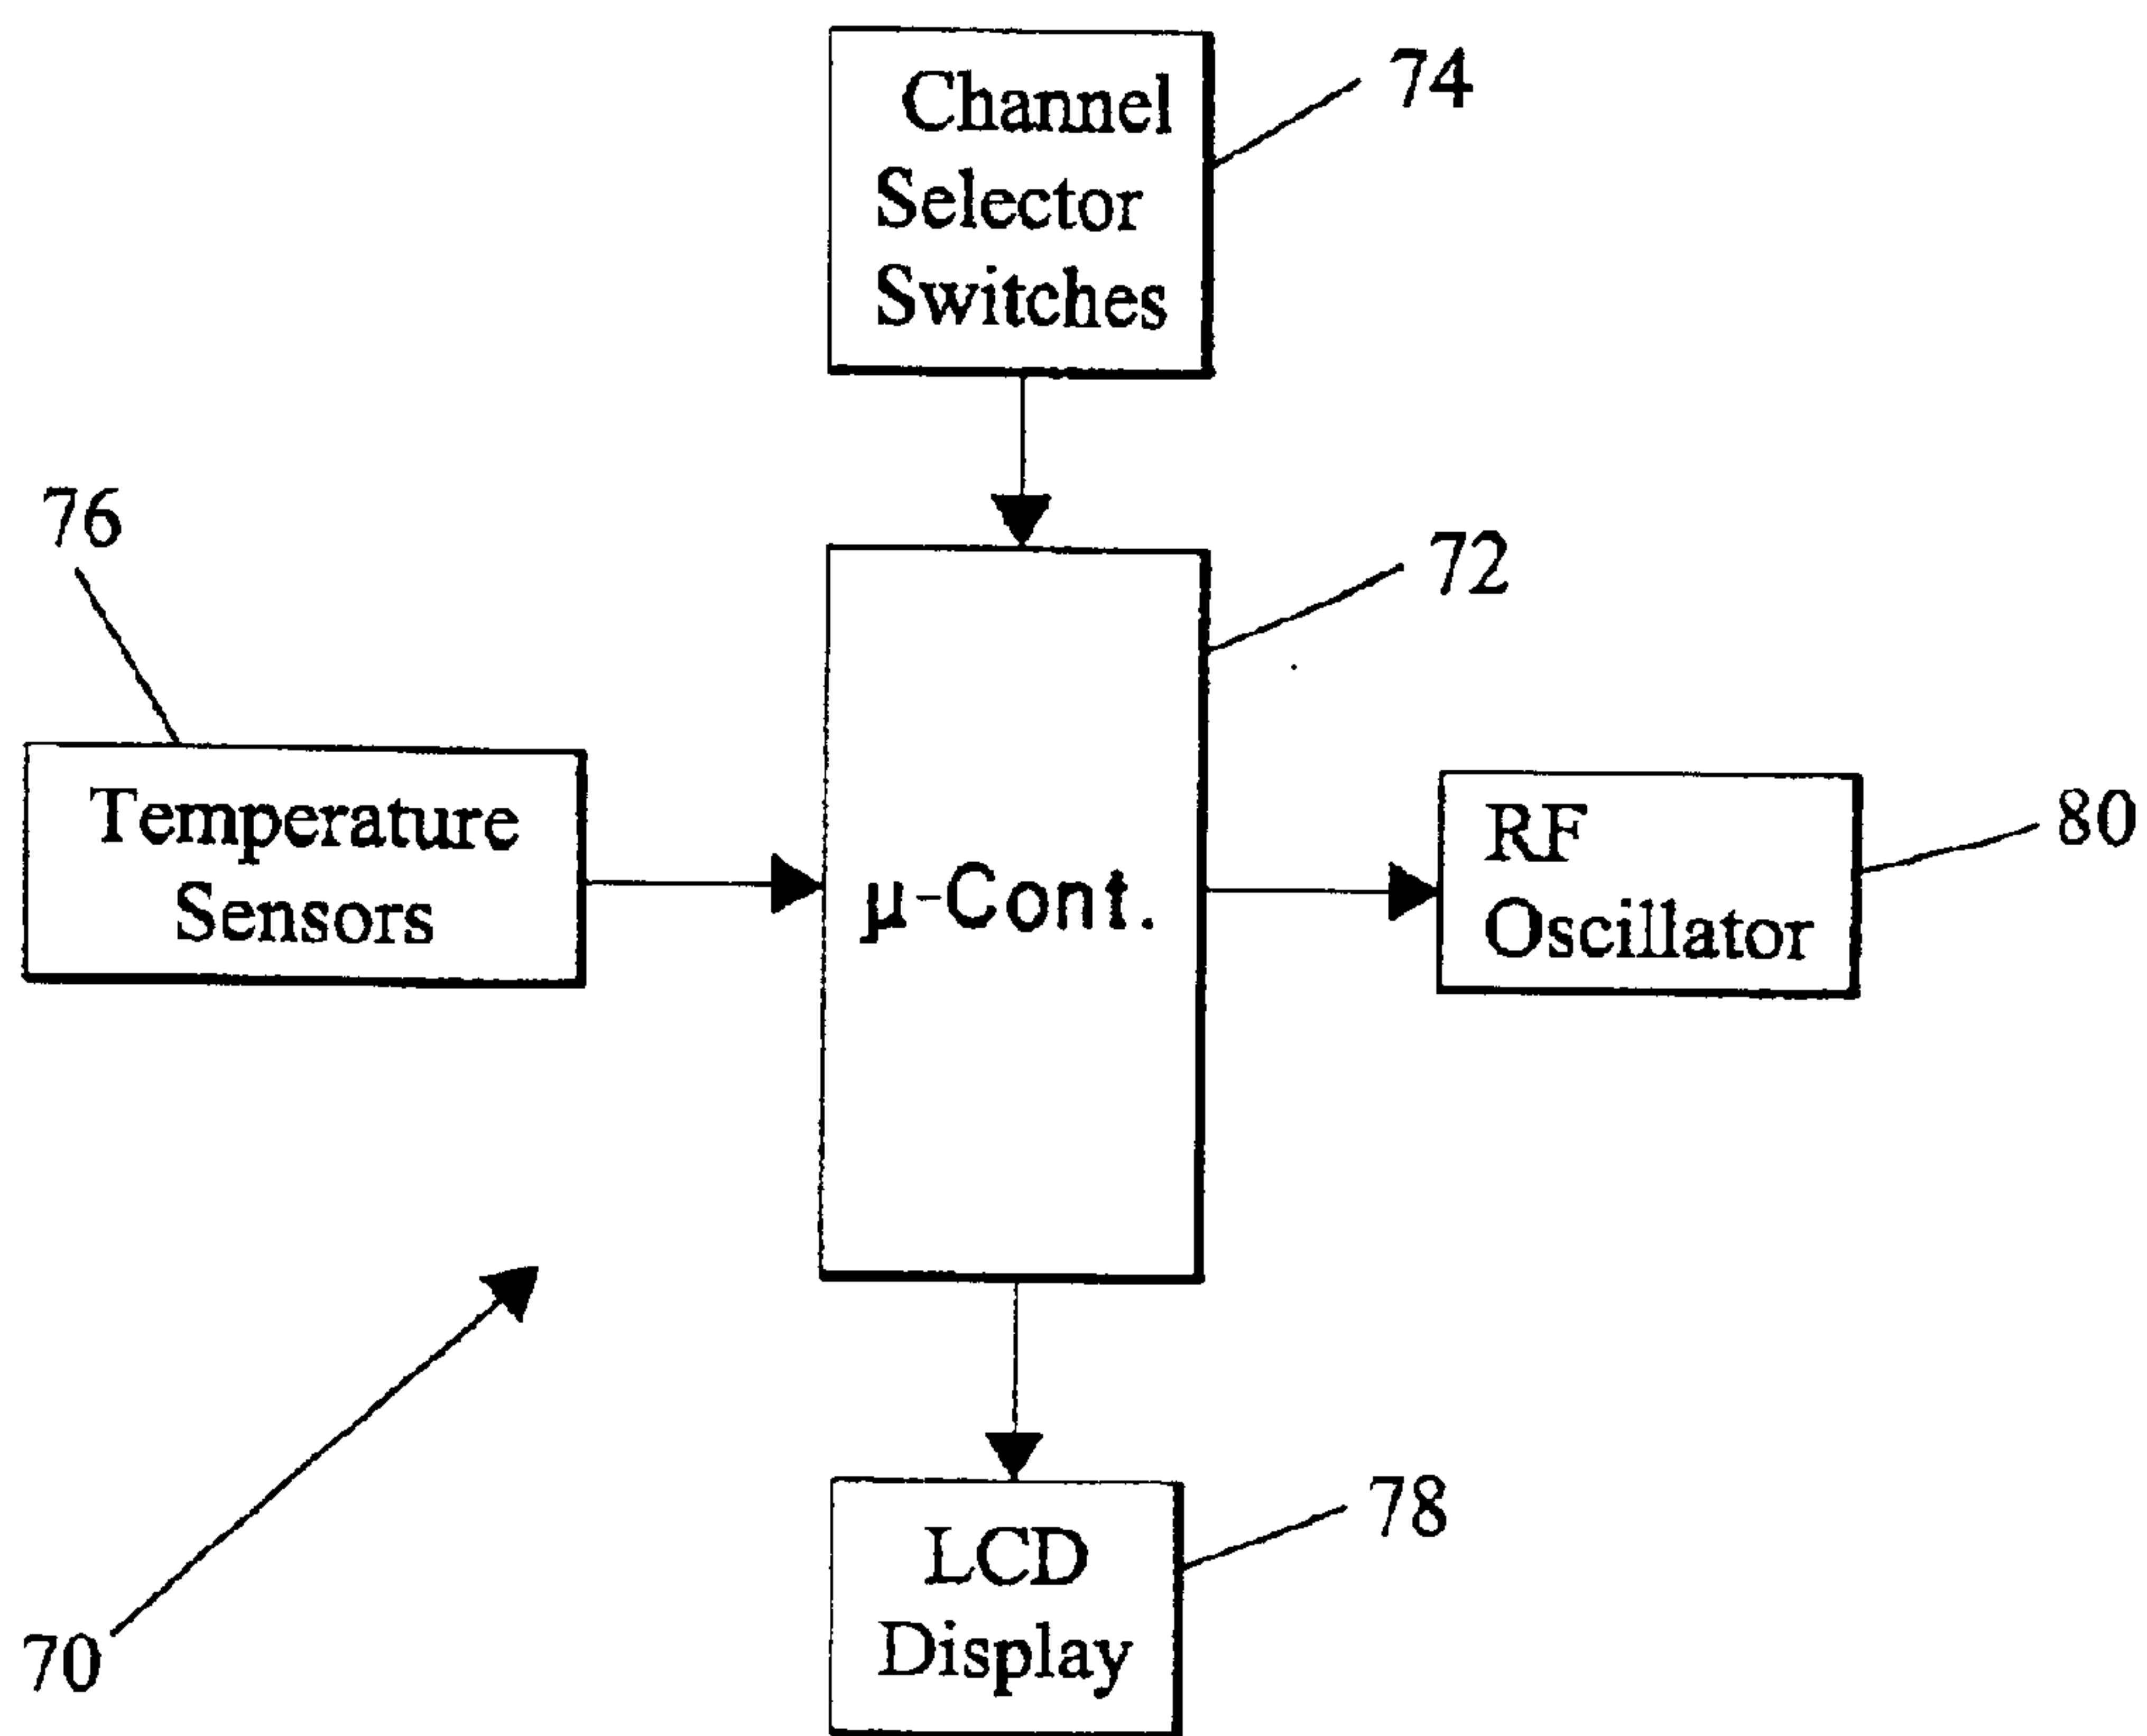 Channel
Selector
Switches
74
76
72
Temperature
Sensors
μ-Cont.
RF
Oscillator
80
70
LCD
Display
78